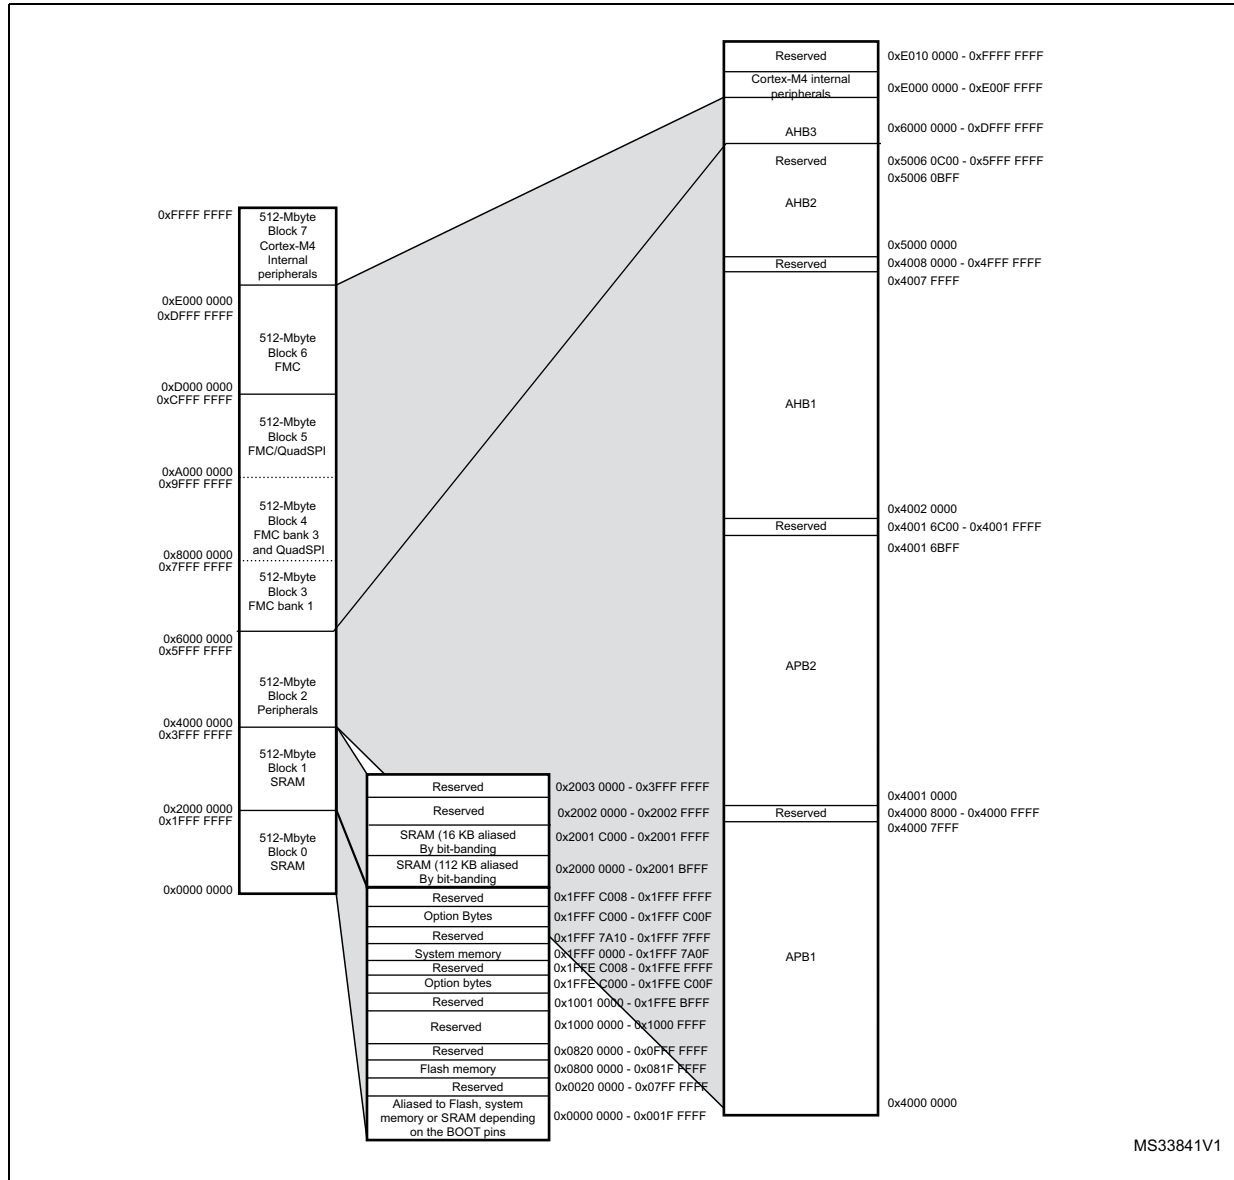 0xFFFF FFFF
512-Mbyte
Block 7
Cortex-M4
Internal
peripherals
0xE000 0000
0xDFFF FFFF
512-Mbyte
Block 6
FMC
0xD000 0000
0xCFFF FFFF
512-Mbyte
Block 5
FMC/QuadSPI
0xA000 0000
0x9FFF FFFF
512-Mbyte
Block 4
FMC bank 3
and QuadSPI
0x8000 0000
0x7FFF FFFF
512-Mbyte
Block 3
FMC bank 1
0x6000 0000
0x5FFF FFFF
512-Mbyte
Block 2
Peripherals
0x4000 0000
0x3FFF FFFF
512-Mbyte
Block 1
SRAM
0x2000 0000
0x1FFF FFFF
512-Mbyte
Block 0
SRAM
0x0000 0000
Reserved 0x2003 0000 - 0x3FFF FFFF
Reserved 0x2002 0000 - 0x2002 FFFF
SRAM (16 KB aliased
By bit-banding
0x2001 C000 - 0x2001 FFFF
SRAM (112 KB aliased
By bit-banding
0x2000 0000 - 0x2001 BFFF
Reserved 0x1FFF C008 - 0x1FFF FFFF
Option Bytes 0x1FFF C000 - 0x1FFF C00F
Reserved 0x1FFF 7A10 - 0x1FFF 7FFF
System memory 0x1FFF 0000 - 0x1FFF 7A0F
Reserved 0x1FFE C008 - 0x1FFE FFFF
Option bytes 0x1FFE C000 - 0x1FFE C00F
Reserved 0x1001 0000 - 0x1FFE BFFF
Reserved 0x1000 0000 - 0x1000 FFFF
Reserved 0x0820 0000 - 0x0FFF FFFF
Flash memory 0x0800 0000 - 0x081F FFFF
Reserved 0x0020 0000 - 0x07FF FFFF
Aliased to Flash, system
memory or SRAM depending
on the BOOT pins
0x0000 0000 - 0x001F FFFF
Reserved 0xE010 0000 - 0xFFFF FFFF
Cortex-M4 internal
peripherals
0xE000 0000 - 0xE00F FFFF
AHB3 0x6000 0000 - 0xDFFF FFFF
Reserved 0x5006 0C00 - 0x5FFF FFFF
0x5006 0BFF
AHB2
0x5000 0000
Reserved 0x4008 0000 - 0x4FFF FFFF
0x4007 FFFF
AHB1
0x4002 0000
Reserved 0x4001 6C00 - 0x4001 FFFF
0x4001 6BFF
APB2
0x4001 0000
Reserved 0x4000 8000 - 0x4000 FFFF
0x4000 7FFF
APB1
0x4000 0000
MS33841V1